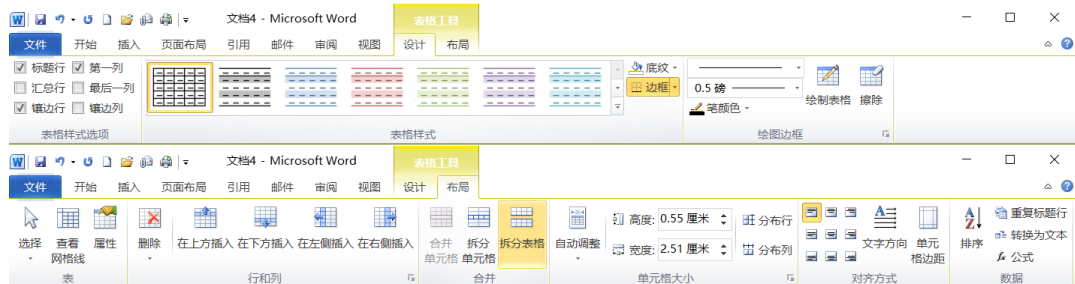 文档4 - Microsoft Word 表格工具
文件 开始 插入 页面布局 引用 邮件 审阅 视图 设计 布局
标题行 第一列 底纹
汇总行 最后一列 边框 0.5 磅 绘制表格 擦除
镶边行 镶边列 笔颜色
表格样式选项 表格样式 绘图边框
文档4 - Microsoft Word 表格工具
文件 开始 插入 页面布局 引用 邮件 审阅 视图 设计 布局
高度: 0.55 厘米 分布行 重复标题行
选择 查看 属性 删除 在上方插入 在下方插入 在左侧插入 在右侧插入 合并 拆分 拆分表格 自动调整 文字方向 单元 排序 转换为文本
网格线 单元格 单元格 宽度: 2.51 厘米 分布列 格边距 fx 公式
表 行和列 合并 单元格大小 对齐方式 数据